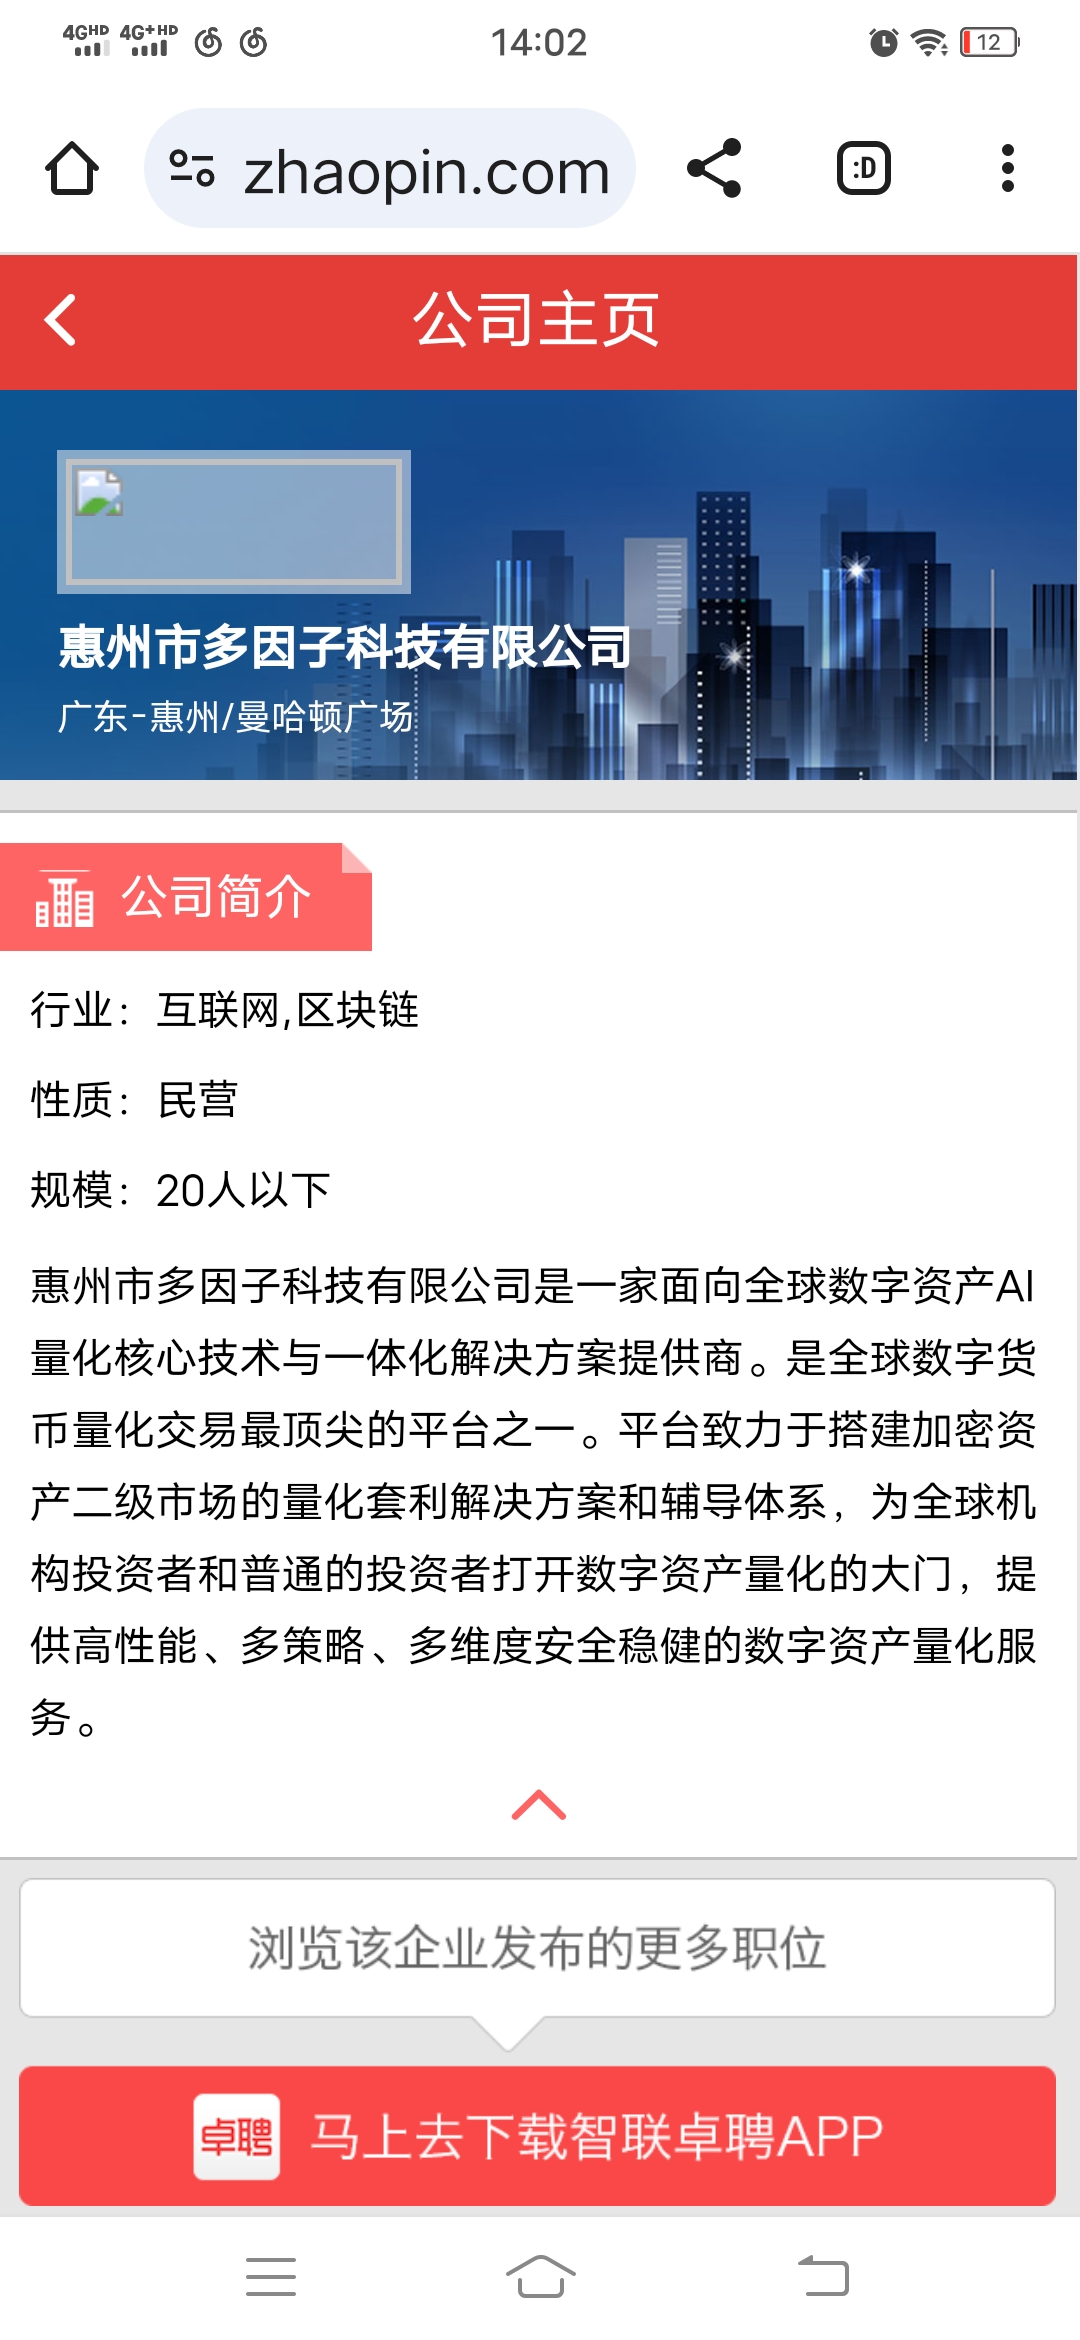 4GHD 4G+HD 14:02 12
zhaopin.com :D
公司主页
惠州市多因子科技有限公司
广东-惠州/曼哈顿广场
公司简介
行业：互联网,区块链
性质：民营
规模：20人以下
惠州市多因子科技有限公司是一家面向全球数字资产AI
量化核心技术与一体化解决方案提供商。是全球数字货
币量化交易最顶尖的平台之一。平台致力于搭建加密资
产二级市场的量化套利解决方案和辅导体系，为全球机
构投资者和普通的投资者打开数字资产量化的大门，提
供高性能、多策略、多维度安全稳健的数字资产量化服
务。
浏览该企业发布的更多职位
卓聘 马上去下载智联卓聘APP